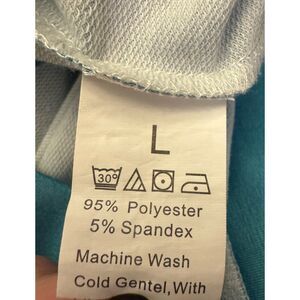 L
30°
95% Polyester
5% Spandex
Machine Wash
Cold Gentel,With